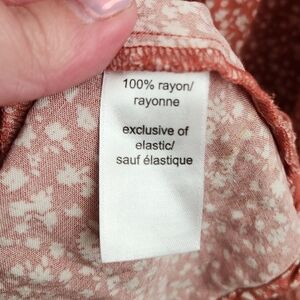 100% rayon/
rayonne
exclusive of
elastic/
sauf élastique